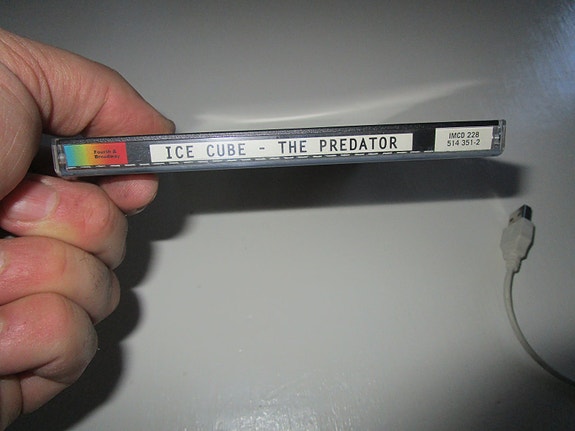 Fourth &
Broadway
ICE CUBE - THE PREDATOR
IMCD 228
514 351-2